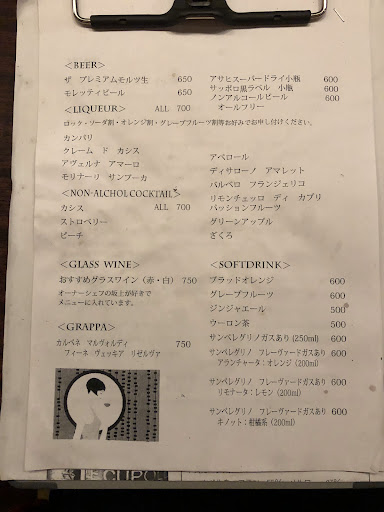 <BEER>
ザ プレミアムモルツ生 650
モレッティビール 650
アサヒスーパードライ小瓶 600
サッポロ黒ラベル 小瓶 600
ノンアルコールビール 600
オールフリー
<LIQUEUR> ALL 700
ロック・ソーダ割・オレンジ割・グレープフルーツ割等お好みでお申し付けください。
カンパリ
クレーム ド カシス
アヴェルナ アマーロ
モリナーリ サンブーカ
アペロール
ディサローノ アマレット
バルベロ フランジェリコ
リモンチェッロ ディ カプリ
<NON-ALCHOL COCKTAIL>
カシス ALL 700
ストロベリー
ピーチ
パッションフルーツ
グリーンアップル
ざくろ
<GLASS WINE>
おすすめグラスワイン（赤・白） 750
オーナーシェフの坂上が好きで
メニューに入れています。
<GRAPPA>
カルペネ マルヴォルディ 750
フィーネ ヴェッキア リゼルヴァ
<SOFTDRINK>
ブラッドオレンジ 600
グレープフルーツ 600
ジンジャエール 500
ウーロン茶 500
サンペレグリノガスあり (250ml) 600
サンペレグリノ フレーヴァードガスあり 600
アランチャータ：オレンジ（200ml）
サンペレグリノ フレーヴァードガスあり 600
リモナータ：レモン（200ml）
サンペレグリノ フレーヴァードガスあり 600
キノット：柑橘茶（200ml）